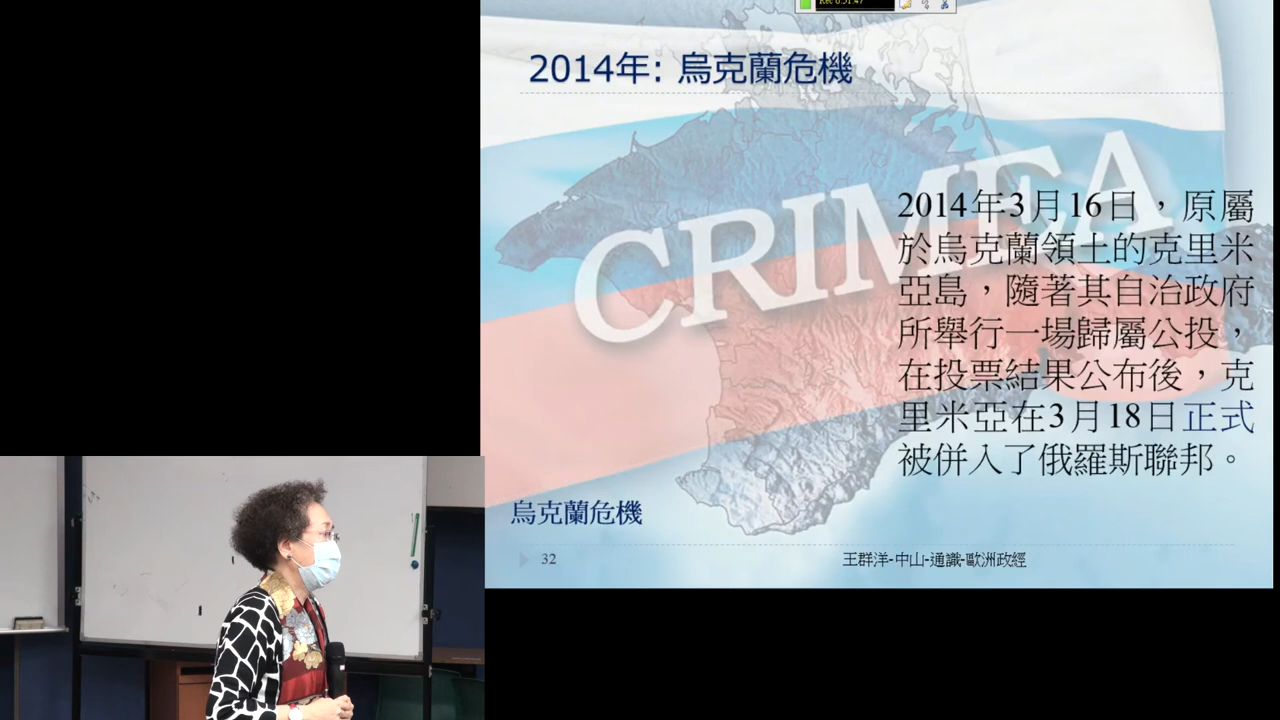 2014年: 烏克蘭危機
CRIMEA
2014年3月16日，原屬
於烏克蘭領土的克里米
亞島，隨著其自治政府
所舉行一場歸屬公投，
在投票結果公布後，克
里米亞在3月18日正式
被併入了俄羅斯聯邦。
烏克蘭危機
32
王群洋-中山-通識-歐洲政經